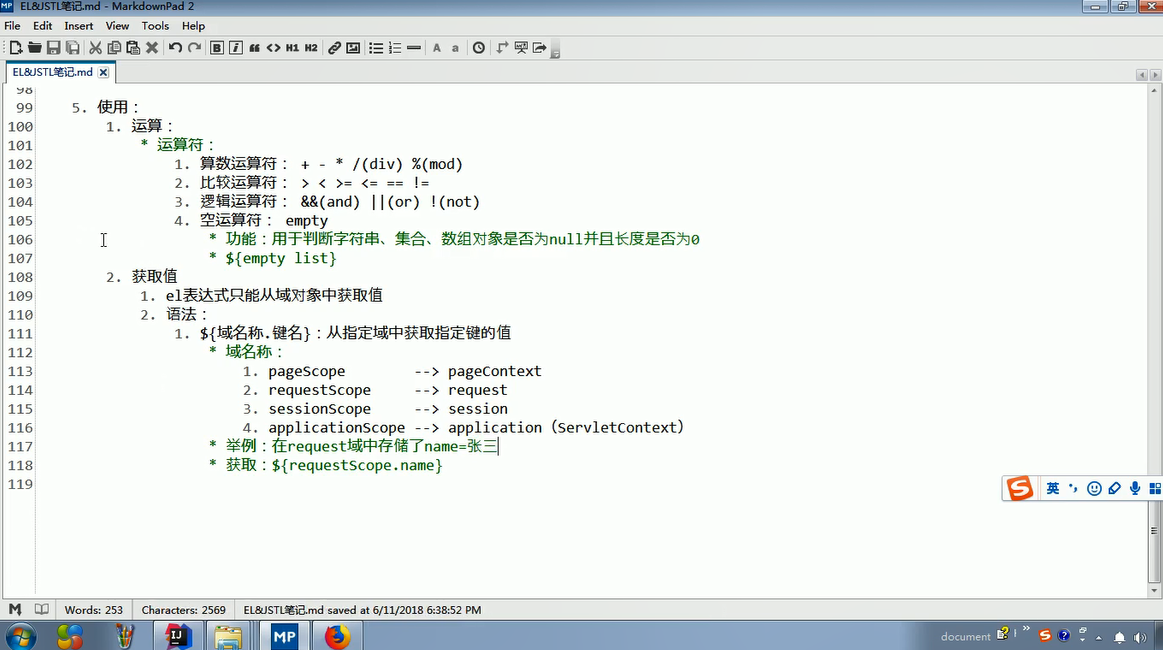 EL&JSTL笔记.md - MarkdownPad 2
File Edit Insert View Tools Help
B i <> H1 H2 A a
EL&JSTL笔记.md
98
99 5. 使用：
100 1. 运算：
101 * 运算符：
102 1. 算数运算符： + - * /(div) %(mod)
103 2. 比较运算符： > < >= <= == !=
104 3. 逻辑运算符： &&(and) ||(or) !(not)
105 4. 空运算符： empty
106 * 功能：用于判断字符串、集合、数组对象是否为null并且长度是否为0
107 * ${empty list}
108 2. 获取值
109 1. el表达式只能从域对象中获取值
110 2. 语法：
111 1. ${域名称.键名}：从指定域中获取指定键的值
112 * 域名称：
113 1. pageScope --> pageContext
114 2. requestScope --> request
115 3. sessionScope --> session
116 4. applicationScope --> application（ServletContext）
117 * 举例：在request域中存储了name=张三
118 * 获取：${requestScope.name}
119
英
Words: 253 Characters: 2569 EL&JSTL笔记.md saved at 6/11/2018 6:38:52 PM
MP document